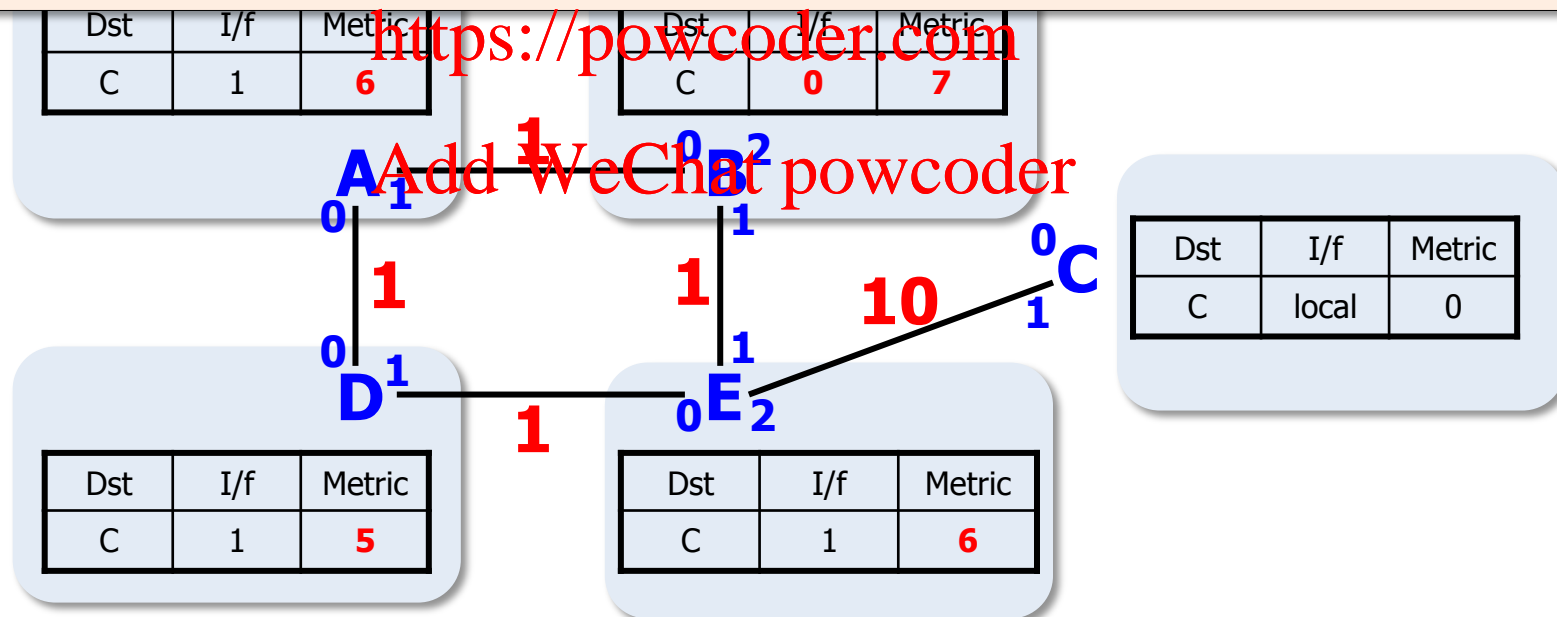 Dst I/f Metric Dst I/f Metric
https://powcoder.com
C 1 6 C 0 7
1 0 2
A B
Add WeChat powcoder
1
0 1
0 C
Dst I/f Metric
1 1 10
1
C local 0
0 1
1
D E
0 2
1
Dst I/f Metric Dst I/f Metric
C 1 5 C 1 6